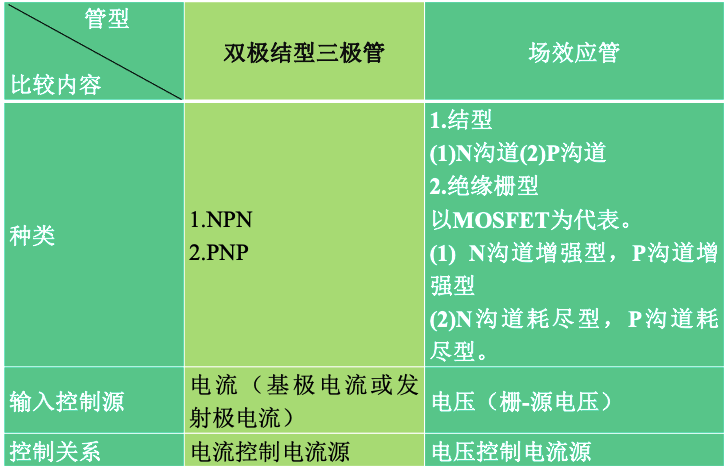 管型
比较内容
双极结型三极管
场效应管
种类
1.NPN
2.PNP
1.结型
(1)N沟道(2)P沟道
2.绝缘栅型
以MOSFET为代表。
(1) N沟道增强型，P沟道增
强型
(2)N沟道耗尽型，P沟道耗
尽型。
输入控制源
电流（基极电流或发
射极电流）
电压（栅-源电压）
控制关系
电流控制电流源
电压控制电流源